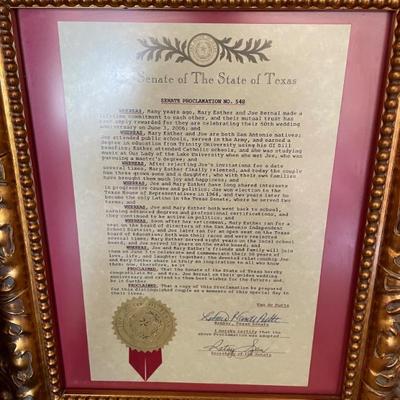 Senate of The State of Texas
SENATE PROCLAMATION NO. 548
WHEREAS, Many years ago, Mary Esther and Joe Bernal made a
lifetime commitment to each other, and their mutual trust has
been amply rewarded for they are celebrating their 50th wedding
anniversary on June 3, 2006; and
WHEREAS, Mary Esther and Joe are both San Antonio natives;
Joe attended public schools, served in the Army, and earned a
degree in education from Trinity University using his GI Bill
benefits; Mary Esther attended Catholic schools, and she was studying
music at Our Lady of the Lake University when she met Joe, who was
pursuing a master's degree; and
WHEREAS, After rejecting Joe's invitations for a date
several times, Mary Esther finally relented, and today the couple
has three grown sons and a daughter, who with their own families
have brought them much joy and happiness; and
WHEREAS, Joe and Mary Esther have long shared interests
in progressive causes and politics; Joe won election to the
Texas House of Representatives in 1964, and two years later he
became the only Latino in the Texas Senate, where he served two
terms; and
WHEREAS, Joe and Mary Esther both went back to school,
earning advanced degrees and professional certifications, and
they continued to be active in politics; and
WHEREAS, Soon after his retirement, Mary Esther ran for a
seat on the board of directors of the San Antonio Independent
School District, and Joe later ran for an open seat on the Texas
Board of Education; both candidates won and were reelected
several times; Mary Esther served eight years on the local school
board, and Joe served ten years on the state board; and
WHEREAS, Joe and Mary Esther's friends and family will join
them on June 3 in celebrating their 50 years of
love, life, and laughter together; the devoted relationship Joe
and Mary Esther share is truly an inspiration to all who know
them; now, therefore, be it
PROCLAIMED, That the Senate of the State of Texas hereby
congratulate Mr. and Mrs. Joe Bernal on their golden wedding
anniversary and extend to them best wishes for the future; and,
be it further
PROCLAIMED, That a copy of this Proclamation be prepared
for this distinguished couple as a memento of this special day in
their lives.
Van de Putte
Member, Texas Senate
I hereby certify that the
above Proclamation was adopted
Secretary of the Senate